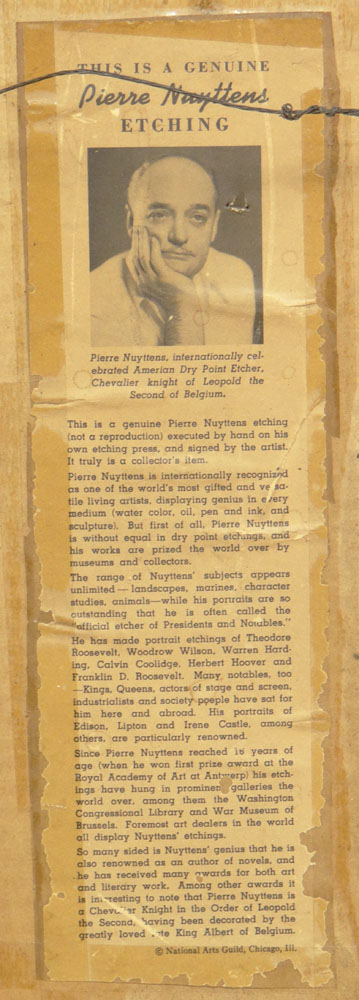 THIS IS A GENUINE
Pierre Nuyttens
ETCHING
Pierre Nuyttens, internationally cel-
ebrated Amerian Dry Point Etcher,
Chevalier knight of Leopold the
Second of Belgium.
This is a genuine Pierre Nuyttens etching
(not a reproduction) executed by hand on his
own etching press, and signed by the artist.
It truly is a collector's item.
Pierre Nuyttens is internationally recognized
as one of the world's most gifted and versa-
tile living artists, displaying genius in every
medium (water color, oil, pen and ink, and
sculpture). But first of all, Pierre Nuyttens
is without equal in dry point etchings, and
his works are prized the world over by
museums and collectors.
The range of Nuyttens' subjects appears
unlimited — landscapes, marines, character
studies, animals—while his portraits are so
outstanding that he is often called the
"official etcher of Presidents and Notables."
He has made portrait etchings of Theodore
Roosevelt, Woodrow Wilson, Warren Hard-
ing, Calvin Coolidge, Herbert Hoover and
Franklin D. Roosevelt. Many notables, too
—Kings, Queens, actors of stage and screen,
industrialists and society people have sat for
him here and abroad. His portraits of
Edison, Lipton and Irene Castle, among
others, are particularly renowned.
Since Pierre Nuyttens reached 16 years of
age (when he won first prize award at the
Royal Academy of Art at Antwerp) his etch-
ings have hung in prominent galleries the
world over, among them the Washington
Congressional Library and War Museum of
Brussels. Foremost art dealers in the world
all display Nuyttens' etchings.
So many sided is Nuyttens' genius that he is
also renowned as an author of novels, and
he has received many awards for both art
and literary work. Among other awards it
is interesting to note that Pierre Nuyttens is
a Chevalier Knight in the Order of Leopold
the Second, having been decorated by the
greatly loved late King Albert of Belgium.
© National Arts Guild, Chicago, Ill.